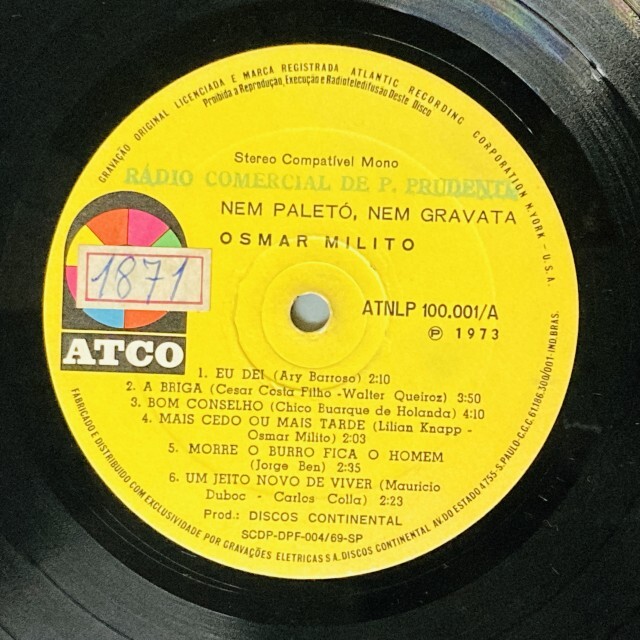 GRAVAÇÃO ORIGINAL LICENCIADA E MARCA REGISTRADA ATLANTIC RECORDING CORPORATION N.YORK - U.S.A.
Proibida a Reprodução, Execução e Radioteledifusão Deste Disco
Stereo Compatível Mono
RÁDIO COMERCIAL DE P. PRUDENTE
NEM PALETÓ, NEM GRAVATA
OSMAR MILITO
1871
ATCO
ATNLP 100.001/A
Ⓟ 1973
1. EU DEI (Ary Barroso) 2:10
2. A BRIGA (Cesar Costa Filho -Walter Queiroz) 3:50
3. BOM CONSELHO (Chico Buarque de Holanda) 4:10
4. MAIS CEDO OU MAIS TARDE (Lilian Knapp -
Osmar Milito) 2:03
5. MORRE O BURRO FICA O HOMEM
(Jorge Ben) 2:35
6. UM JEITO NOVO DE VIVER (Mauricio
Duboc - Carlos Colla) 2:23
Prod.: DISCOS CONTINENTAL
SCDP-DPF-004/69-SP
FABRICADO E DISTRIBUIDO COM EXCLUSIVIDADE POR GRAVAÇÕES ELETRICAS S A. DISCOS CONTINENTAL AV. DO ESTADO 4755-S. PAULO-C.G.C. 61.186.300/001-IND.BRAS.